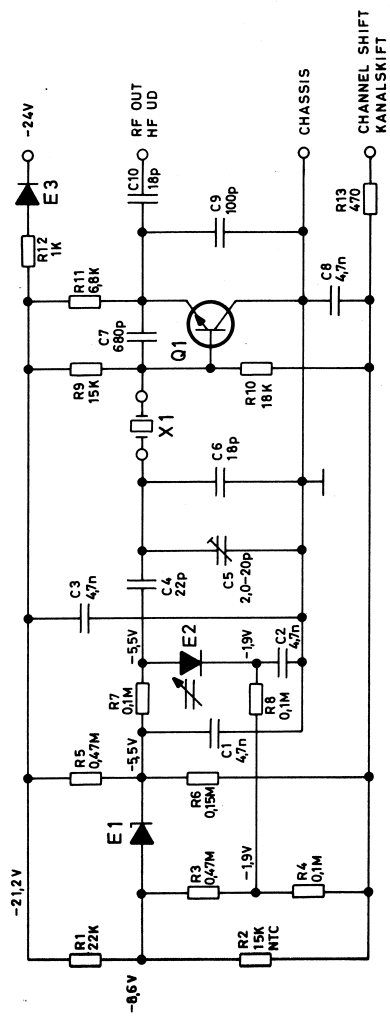 -24V
E3
R12
1K
R11
6,8K
R9
15K
C10
18p
RF OUT
HF UD
C9
100p
C7
680p
Q1
R10
18K
X1
C6
18p
C5
2,0-20p
C4
22p
C3
4,7n
CHASSIS
C8
4,7n
R13
470
CHANNEL SHIFT
KANALSKIFT
-5,5V
E2
-1,9V
C2
4,7n
R7
0,1M
R8
0,1M
C1
4,7n
R5
0,47M
-5,5V
R6
0,15M
E1
-21,2V
R3
0,47M
-1,9V
R4
0,1M
R1
22K
-8,6V
R2
15K
NTC